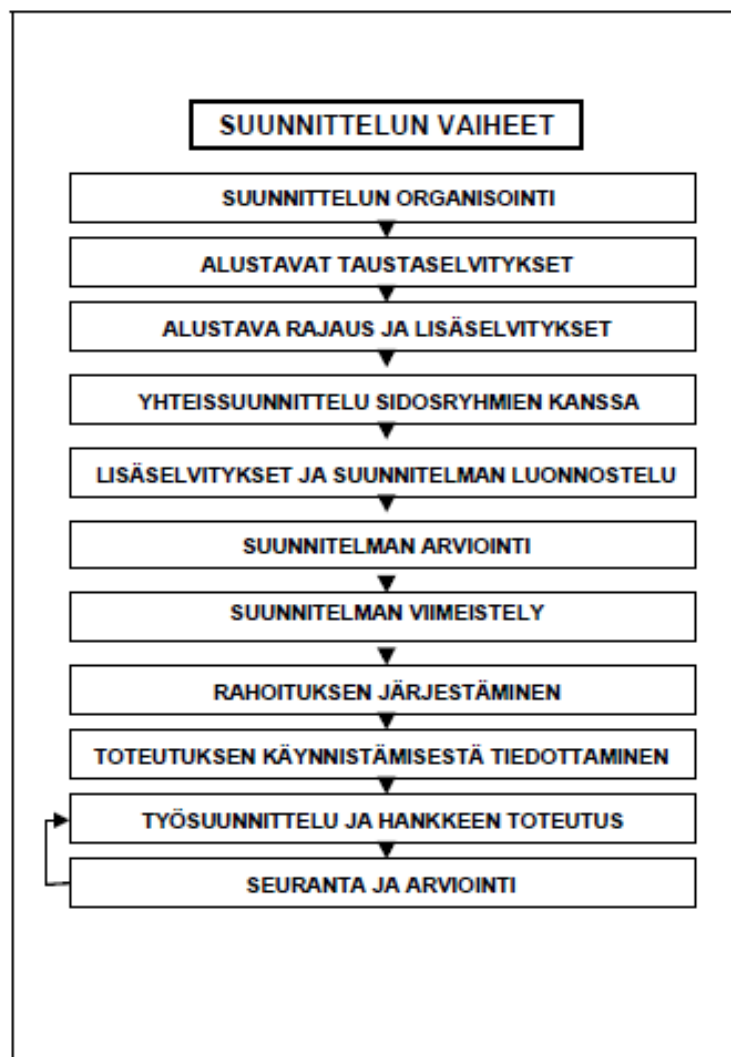 SUUNNITTELUN VAIHEET
SUUNNITTELUN ORGANISOINTI
ALUSTAVAT TAUSTASELVITYKSET
ALUSTAVA RAJAUS JA LISÄSELVITYKSET
YHTEISSUUNNITTELU SIDOSRYHMIEN KANSSA
LISÄSELVITYKSET JA SUUNNITELMAN LUONNOSTELU
SUUNNITELMAN ARVIOINTI
SUUNNITELMAN VIIMEISTELY
RAHOITUKSEN JÄRJESTÄMINEN
TOTEUTUKSEN KÄYNNISTÄMISESTÄ TIEDOTTAMINEN
TYÖSUUNNITTELU JA HANKKEEN TOTEUTUS
SEURANTA JA ARVIOINTI